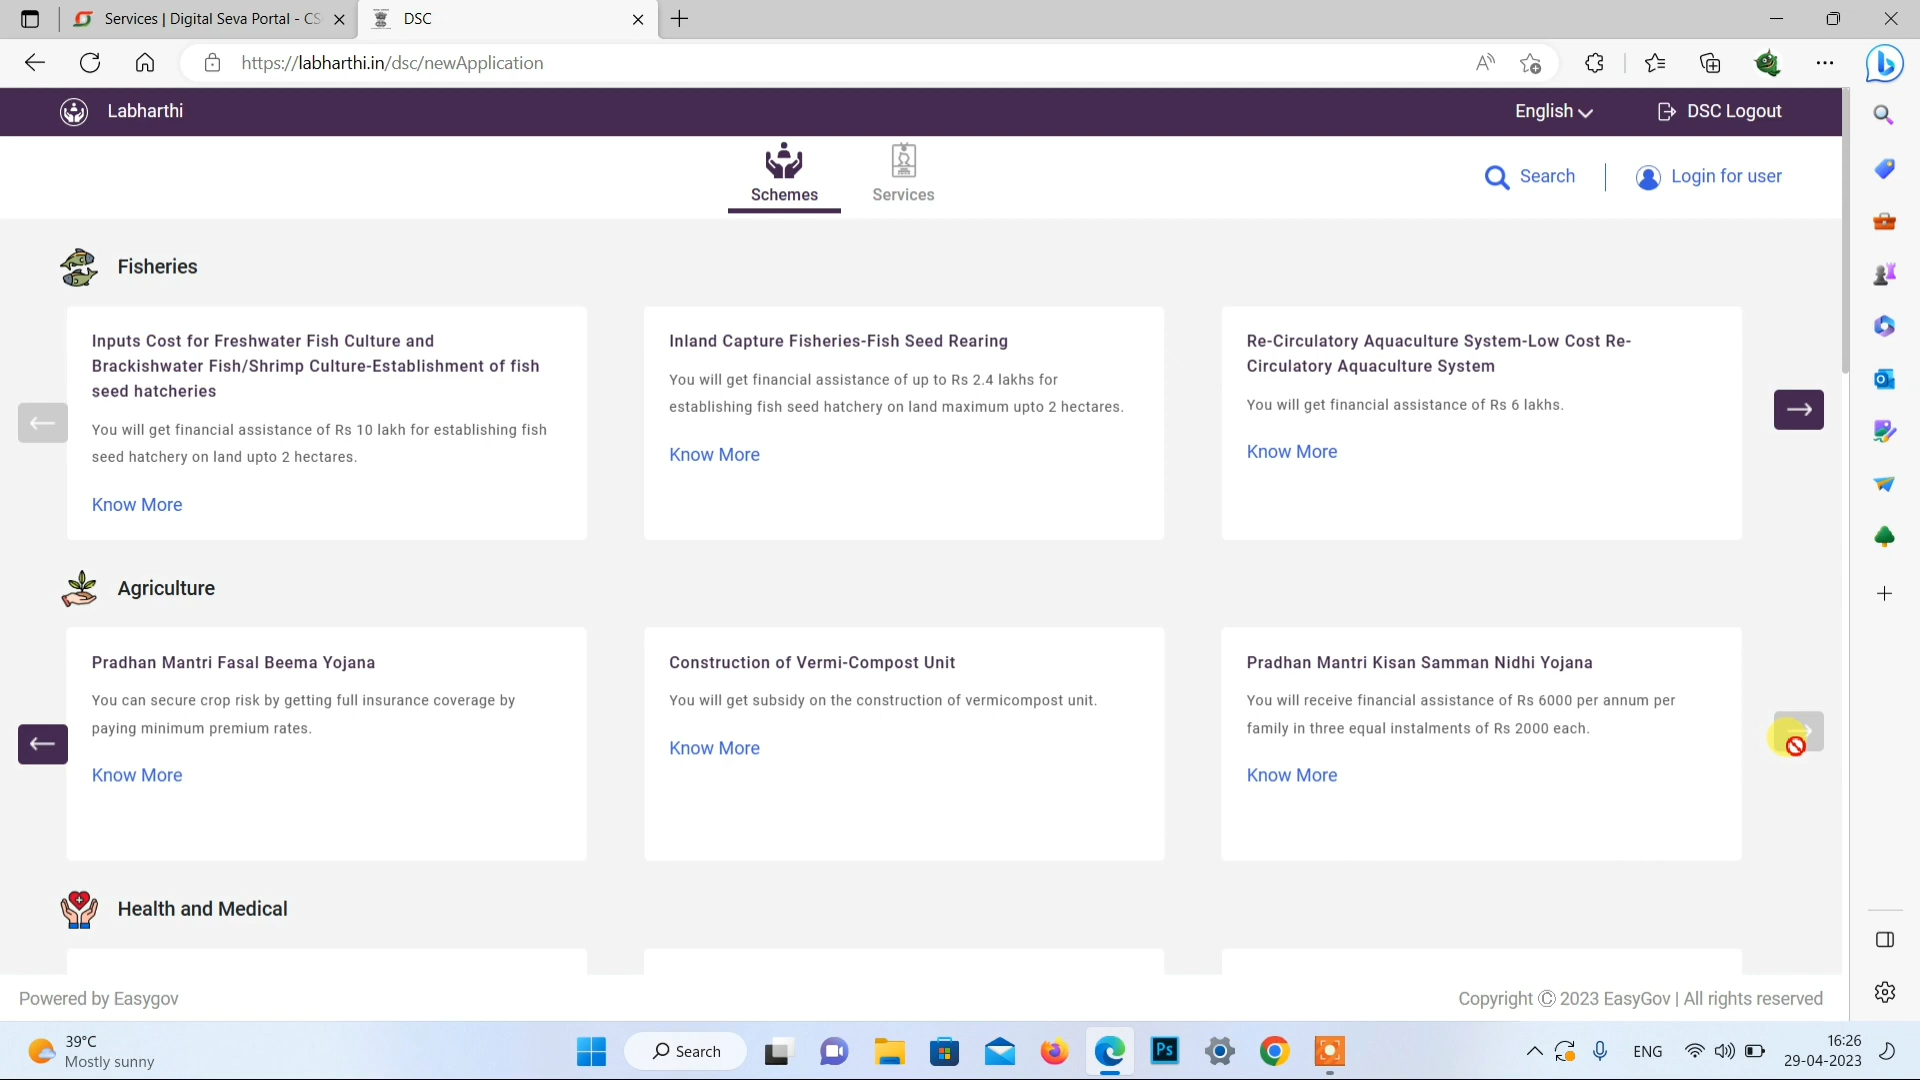 Services | Digital Seva Portal - CS
DSC
https://labharthi.in/dsc/newApplication
Labharthi
English
DSC Logout
Schemes
Services
Search
Login for user
Fisheries
Inputs Cost for Freshwater Fish Culture and
Brackishwater Fish/Shrimp Culture-Establishment of fish
seed hatcheries
You will get financial assistance of Rs 10 lakh for establishing fish
seed hatchery on land upto 2 hectares.
Know More
Inland Capture Fisheries-Fish Seed Rearing
You will get financial assistance of up to Rs 2.4 lakhs for
establishing fish seed hatchery on land maximum upto 2 hectares.
Know More
Re-Circulatory Aquaculture System-Low Cost Re-
Circulatory Aquaculture System
You will get financial assistance of Rs 6 lakhs.
Know More
Agriculture
Pradhan Mantri Fasal Beema Yojana
You can secure crop risk by getting full insurance coverage by
paying minimum premium rates.
Know More
Construction of Vermi-Compost Unit
You will get subsidy on the construction of vermicompost unit.
Know More
Pradhan Mantri Kisan Samman Nidhi Yojana
You will receive financial assistance of Rs 6000 per annum per
family in three equal instalments of Rs 2000 each.
Know More
Health and Medical
Powered by Easygov
Copyright © 2023 EasyGov | All rights reserved
39°C
Mostly sunny
Search
Ps
ENG
16:26
29-04-2023